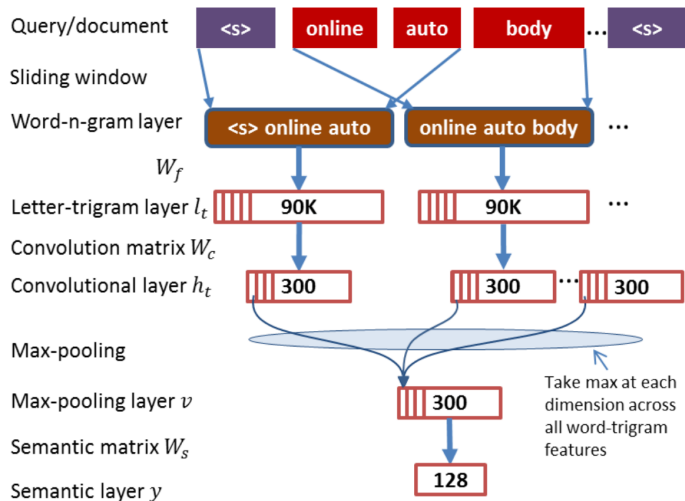 Query/document <s> online auto body ... <s>
Sliding window
Word-n-gram layer <s> online auto online auto body ...
W_f
Letter-trigram layer l_t 90K 90K ...
Convolution matrix W_c
Convolutional layer h_t 300 300 ... 300
Max-pooling
Take max at each
dimension across
all word-trigram
features
Max-pooling layer v 300
Semantic matrix W_s
Semantic layer y 128